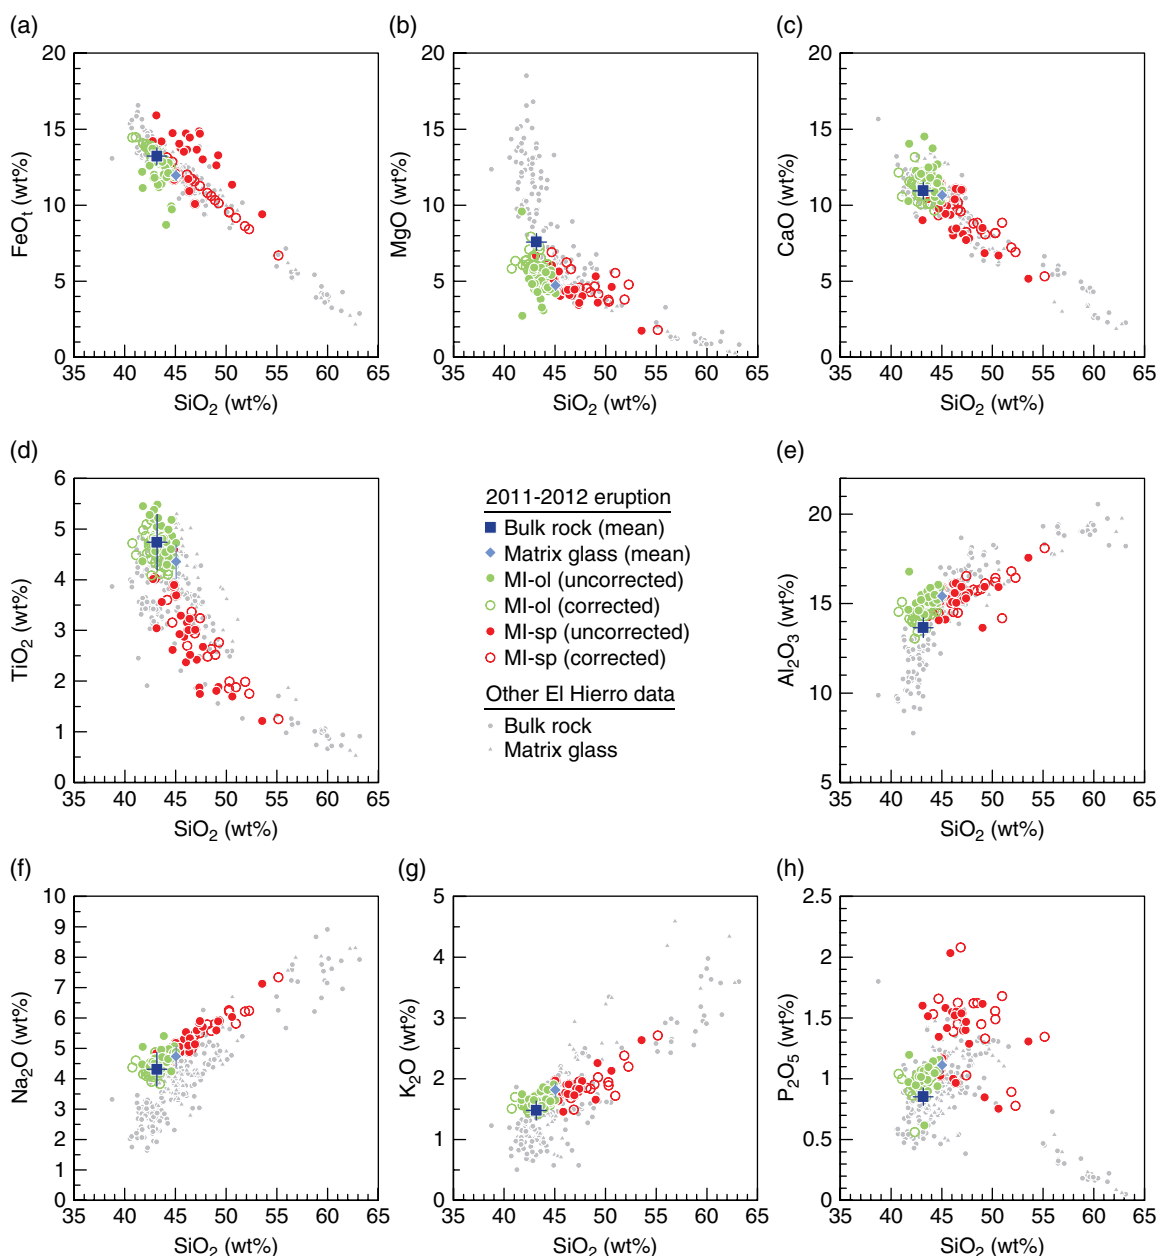 (a)
(b)
(c)
20
15
10
5
0
FeOt (wt%)
35 40 45 50 55 60 65
SiO2 (wt%)
20
15
10
5
0
MgO (wt%)
35 40 45 50 55 60 65
SiO2 (wt%)
20
15
10
5
0
CaO (wt%)
35 40 45 50 55 60 65
SiO2 (wt%)
(d)
(e)
6
5
4
3
2
1
0
TiO2 (wt%)
35 40 45 50 55 60 65
SiO2 (wt%)
2011-2012 eruption
Bulk rock (mean)
Matrix glass (mean)
MI-ol (uncorrected)
MI-ol (corrected)
MI-sp (uncorrected)
MI-sp (corrected)
Other El Hierro data
Bulk rock
Matrix glass
20
15
10
5
Al2O3 (wt%)
35 40 45 50 55 60 65
SiO2 (wt%)
(f)
(g)
(h)
10
9
8
7
6
5
4
3
2
1
0
Na2O (wt%)
35 40 45 50 55 60 65
SiO2 (wt%)
5
4
3
2
1
0
K2O (wt%)
35 40 45 50 55 60 65
SiO2 (wt%)
2.5
2
1.5
1
0.5
0
P2O5 (wt%)
35 40 45 50 55 60 65
SiO2 (wt%)